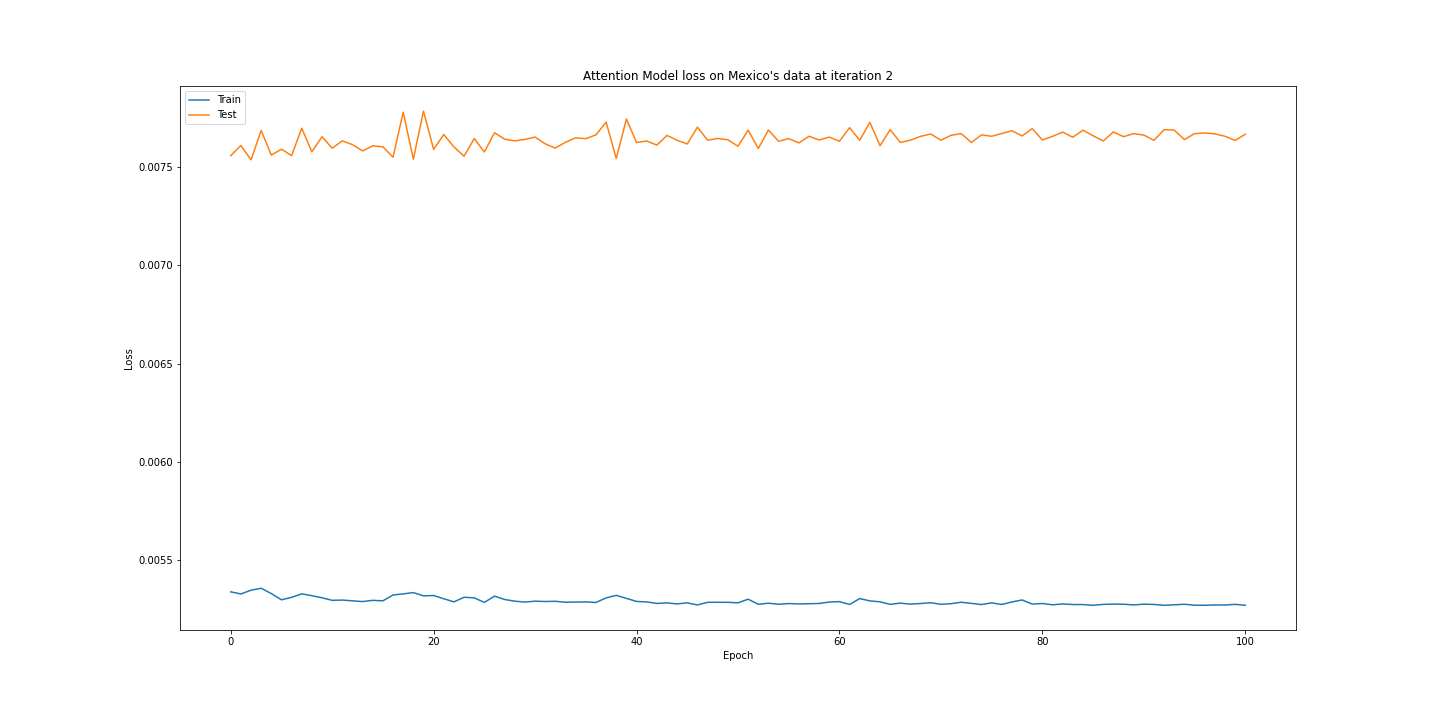 Attention Model loss on Mexico's data at iteration 2
Train
Test
0.0075
0.0070
0.0065
0.0060
0.0055
Loss
0 20 40 60 80 100
Epoch